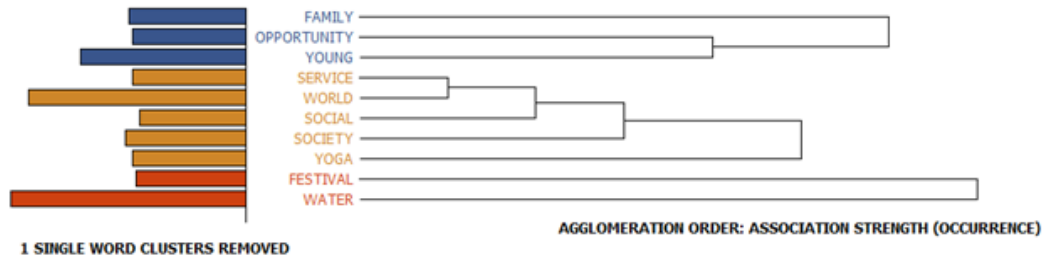 FAMILY
OPPORTUNITY
YOUNG
SERVICE
WORLD
SOCIAL
SOCIETY
YOGA
FESTIVAL
WATER
AGGLOMERATION ORDER: ASSOCIATION STRENGTH (OCCURRENCE)
1 SINGLE WORD CLUSTERS REMOVED